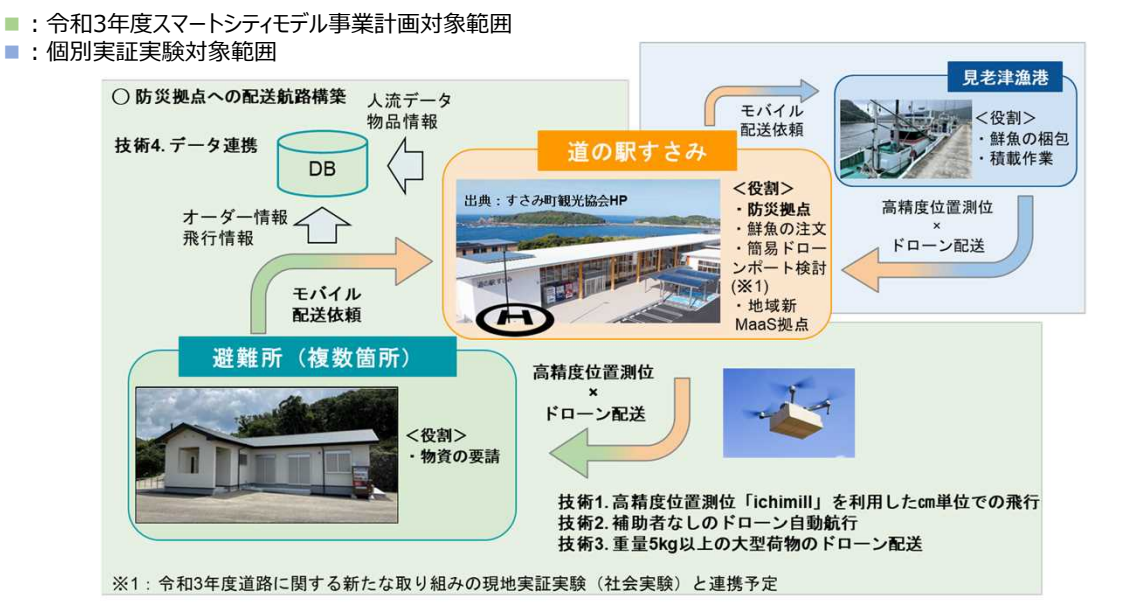 ■：令和3年度スマートシティモデル事業計画対象範囲
■：個別実証実験対象範囲
〇 防災拠点への配送航路構築
人流データ
物品情報
技術4. データ連携
DB
オーダー情報
飛行情報
モバイル
配送依頼
道の駅すさみ
出典：すさみ町観光協会HP
＜役割＞
・防災拠点
・鮮魚の注文
・簡易ドロー
ンポート検討
(※1)
・地域新
MaaS拠点
モバイル
配送依頼
見老津漁港
＜役割＞
・鮮魚の梱包
・積載作業
高精度位置測位
×
ドローン配送
避難所（複数箇所）
＜役割＞
・物資の要請
高精度位置測位
×
ドローン配送
技術1. 高精度位置測位「ichimill」を利用した㎝単位での飛行
技術2. 補助者なしのドローン自動航行
技術3. 重量5kg以上の大型荷物のドローン配送
※1：令和3年度道路に関する新たな取り組みの現地実証実験（社会実験）と連携予定